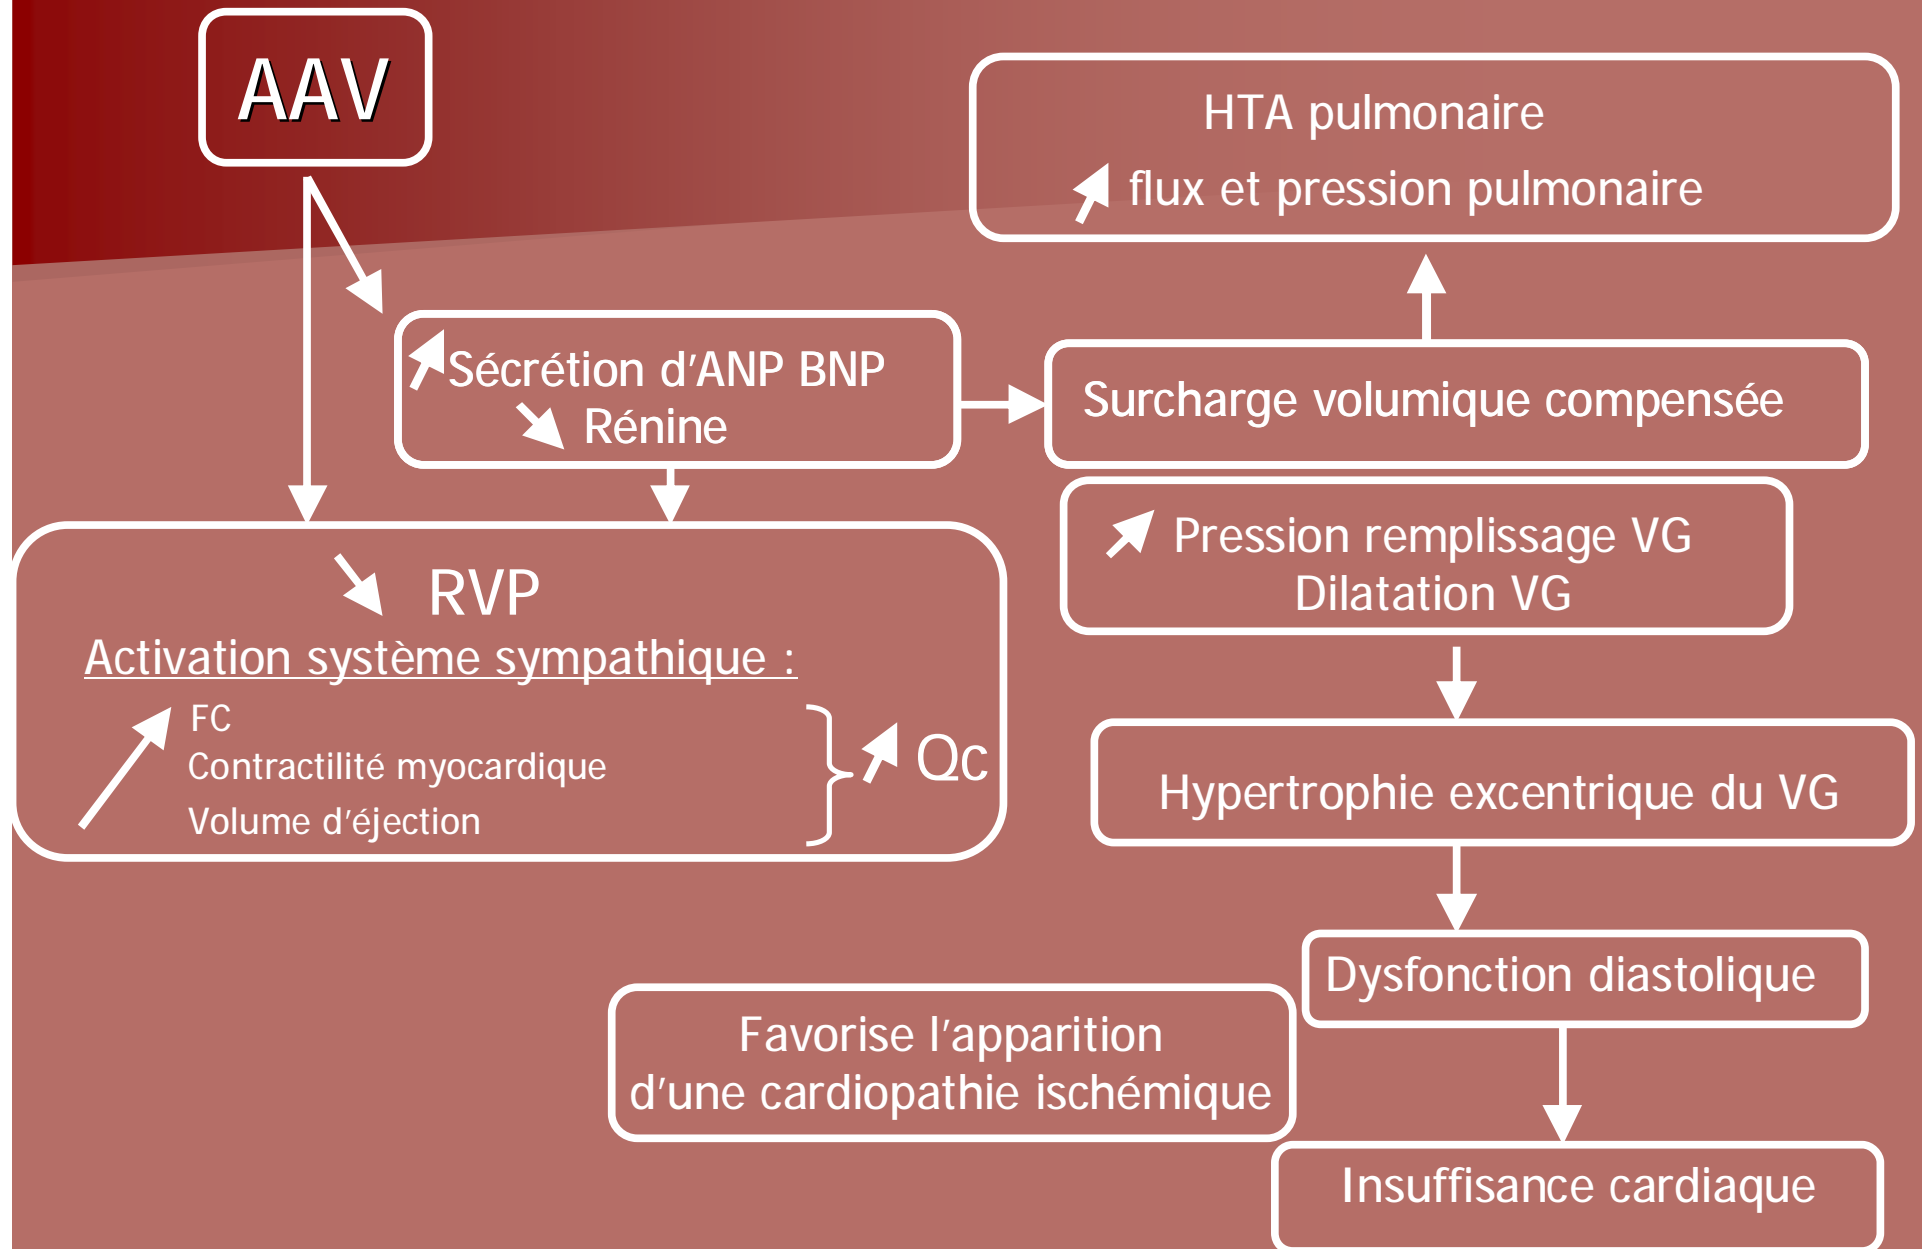 AAV
HTA pulmonaire
flux et pression pulmonaire
Sécrétion d'ANP BNP
Rénine
Surcharge volumique compensée
Pression remplissage VG
Dilatation VG
RVP
Activation système sympathique :
FC
Contractilité myocardique
Volume d'éjection
Qc
Hypertrophie excentrique du VG
Dysfonction diastolique
Favorise l'apparition
d'une cardiopathie ischémique
Insuffisance cardiaque